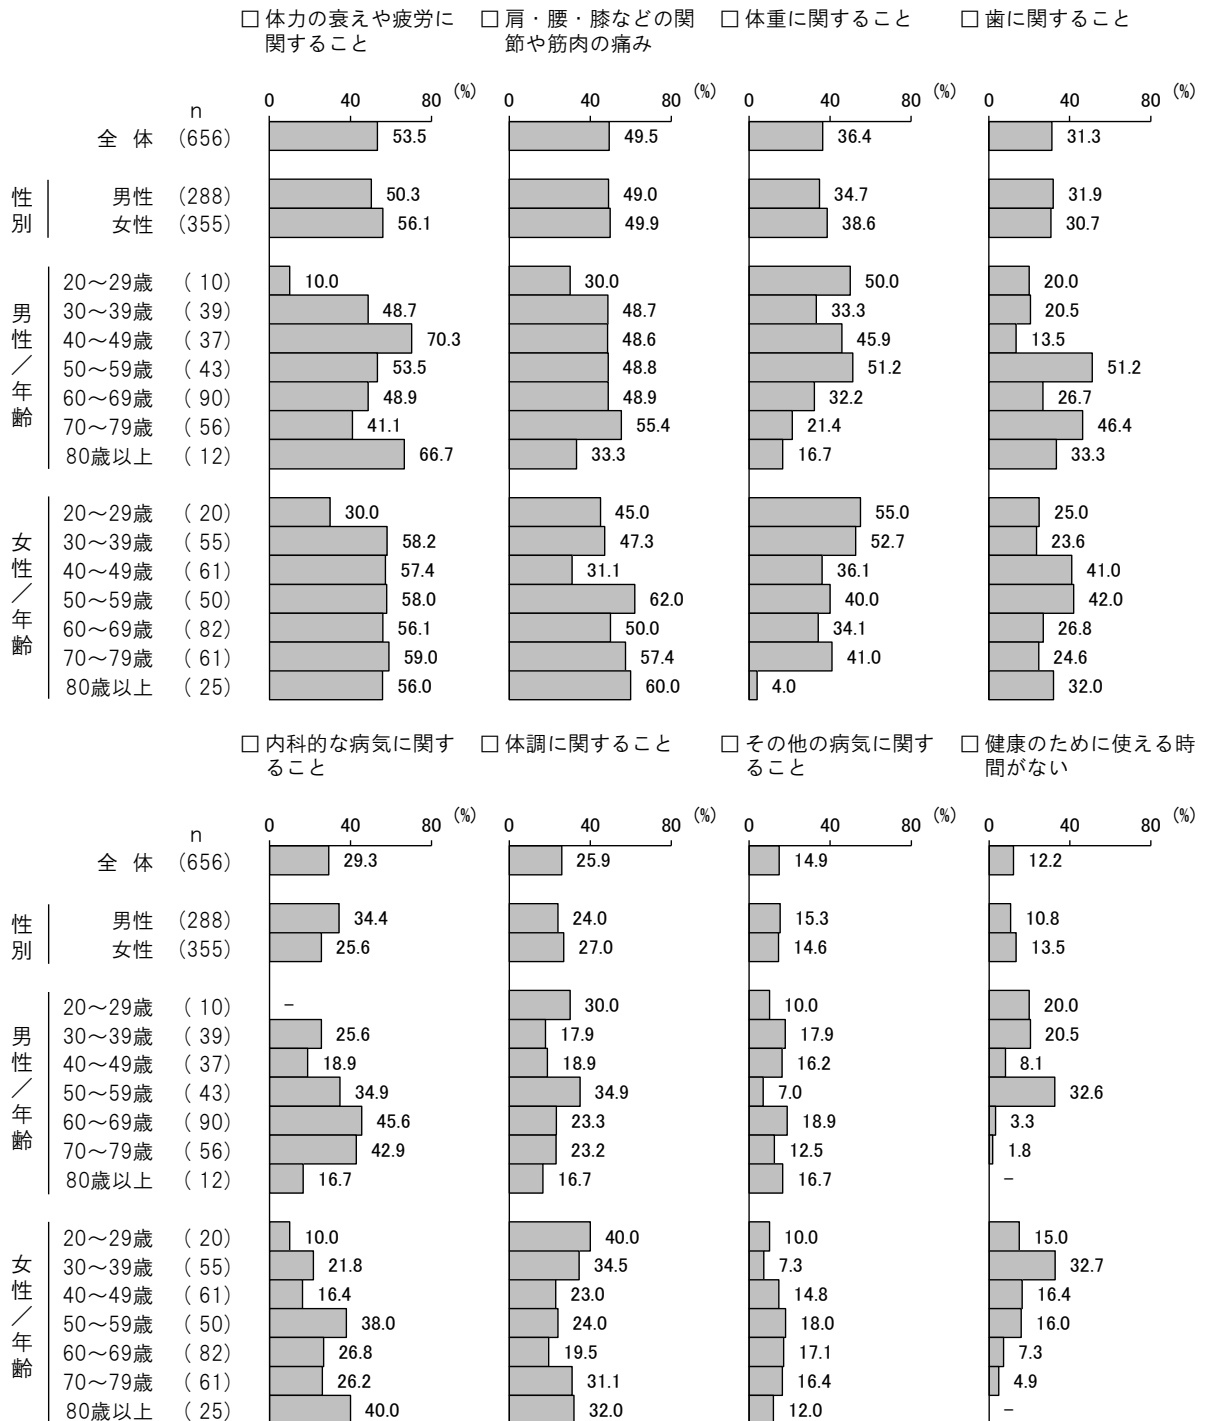 □ 体力の衰えや疲労に関すること □ 肩・腰・膝などの関節や筋肉の痛み □ 体重に関すること □ 歯に関すること
n 0 40 80 (%) 0 40 80 (%) 0 40 80 (%) 0 40 80 (%)
全 体 (656) 53.5 49.5 36.4 31.3
性別
男性 (288) 50.3 49.0 34.7 31.9
女性 (355) 56.1 49.9 38.6 30.7
男性／年齢
20～29歳 ( 10) 10.0 30.0 50.0 20.0
30～39歳 ( 39) 48.7 48.7 33.3 20.5
40～49歳 ( 37) 70.3 48.6 45.9 13.5
50～59歳 ( 43) 53.5 48.8 51.2 51.2
60～69歳 ( 90) 48.9 48.9 32.2 26.7
70～79歳 ( 56) 41.1 55.4 21.4 46.4
80歳以上 ( 12) 66.7 33.3 16.7 33.3
女性／年齢
20～29歳 ( 20) 30.0 45.0 55.0 25.0
30～39歳 ( 55) 58.2 47.3 52.7 23.6
40～49歳 ( 61) 57.4 31.1 36.1 41.0
50～59歳 ( 50) 58.0 62.0 40.0 42.0
60～69歳 ( 82) 56.1 50.0 34.1 26.8
70～79歳 ( 61) 59.0 57.4 41.0 24.6
80歳以上 ( 25) 56.0 60.0 4.0 32.0
□ 内科的な病気に関すること □ 体調に関すること □ その他の病気に関すること □ 健康のために使える時間がない
n 0 40 80 (%) 0 40 80 (%) 0 40 80 (%) 0 40 80 (%)
全 体 (656) 29.3 25.9 14.9 12.2
性別
男性 (288) 34.4 24.0 15.3 10.8
女性 (355) 25.6 27.0 14.6 13.5
男性／年齢
20～29歳 ( 10) － 30.0 10.0 20.0
30～39歳 ( 39) 25.6 17.9 17.9 20.5
40～49歳 ( 37) 18.9 18.9 16.2 8.1
50～59歳 ( 43) 34.9 34.9 7.0 32.6
60～69歳 ( 90) 45.6 23.3 18.9 3.3
70～79歳 ( 56) 42.9 23.2 12.5 1.8
80歳以上 ( 12) 16.7 16.7 16.7 －
女性／年齢
20～29歳 ( 20) 10.0 40.0 10.0 15.0
30～39歳 ( 55) 21.8 34.5 7.3 32.7
40～49歳 ( 61) 16.4 23.0 14.8 16.4
50～59歳 ( 50) 38.0 24.0 18.0 16.0
60～69歳 ( 82) 26.8 19.5 17.1 7.3
70～79歳 ( 61) 26.2 31.1 16.4 4.9
80歳以上 ( 25) 40.0 32.0 12.0 －